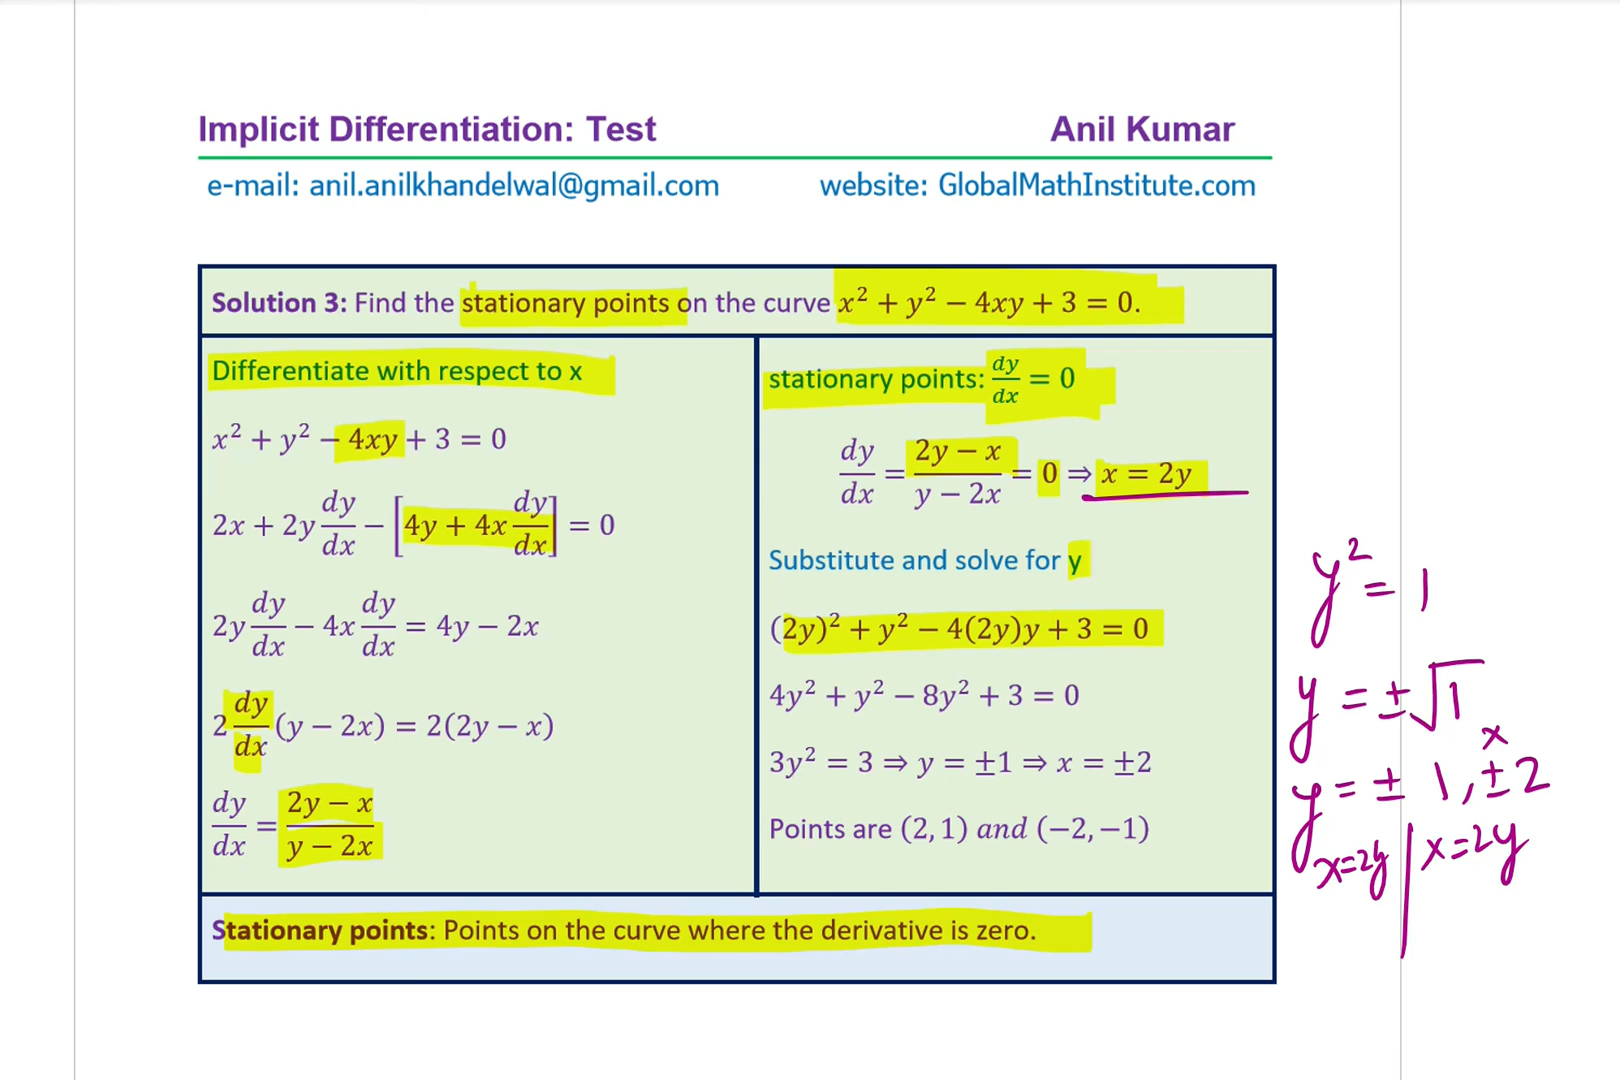 Implicit Differentiation: Test Anil Kumar
e-mail: anil.anilkhandelwal@gmail.com website: GlobalMathInstitute.com
Solution 3: Find the stationary points on the curve x² + y² − 4xy + 3 = 0.
Differentiate with respect to x
x² + y² − 4xy + 3 = 0
2x + 2y dy/dx − [4y + 4x dy/dx] = 0
2y dy/dx − 4x dy/dx = 4y − 2x
2 dy/dx (y − 2x) = 2(2y − x)
dy/dx = (2y − x)/(y − 2x)
stationary points: dy/dx = 0
dy/dx = (2y − x)/(y − 2x) = 0 ⇒ x = 2y
Substitute and solve for y
(2y)² + y² − 4(2y)y + 3 = 0
4y² + y² − 8y² + 3 = 0
3y² = 3 ⇒ y = ±1 ⇒ x = ±2
Points are (2, 1) and (−2, −1)
Stationary points: Points on the curve where the derivative is zero.
y² = 1
y = ±√1
x
y = ± 1, ±2
x=2y | x=2y